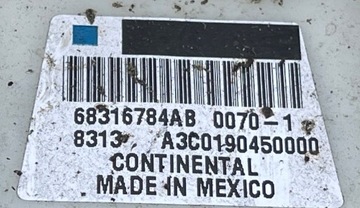 68316784AB 0070-1
8313 A3C0190450000
CONTINENTAL
MADE IN MEXICO